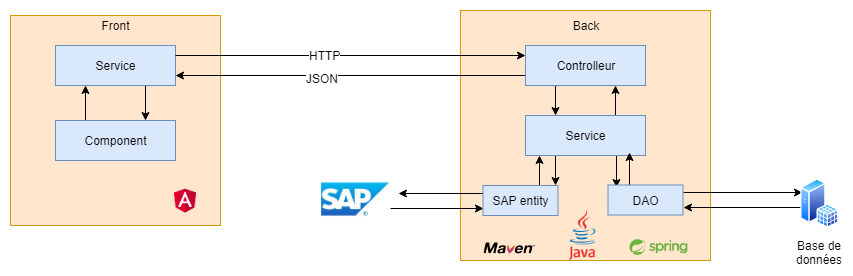 Front
Back
Service
HTTP
Controlleur
JSON
Component
Service
SAP
®
SAP entity
DAO
Maven
Java
spring
Base de
données